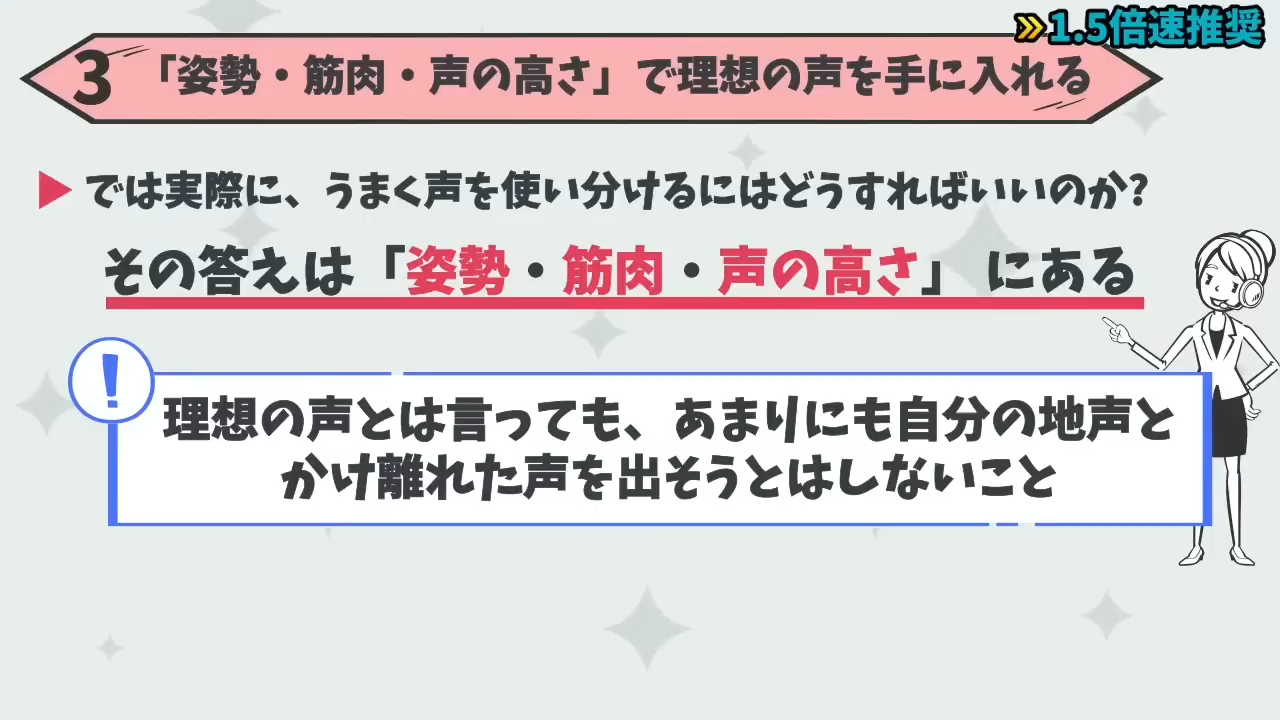 1.5倍速推奨
3 「姿勢・筋肉・声の高さ」で理想の声を手に入れる
では実際に、うまく声を使い分けるにはどうすればいいのか?
その答えは「姿勢・筋肉・声の高さ」にある
!
理想の声とは言っても、あまりにも自分の地声と
かけ離れた声を出そうとはしないこと